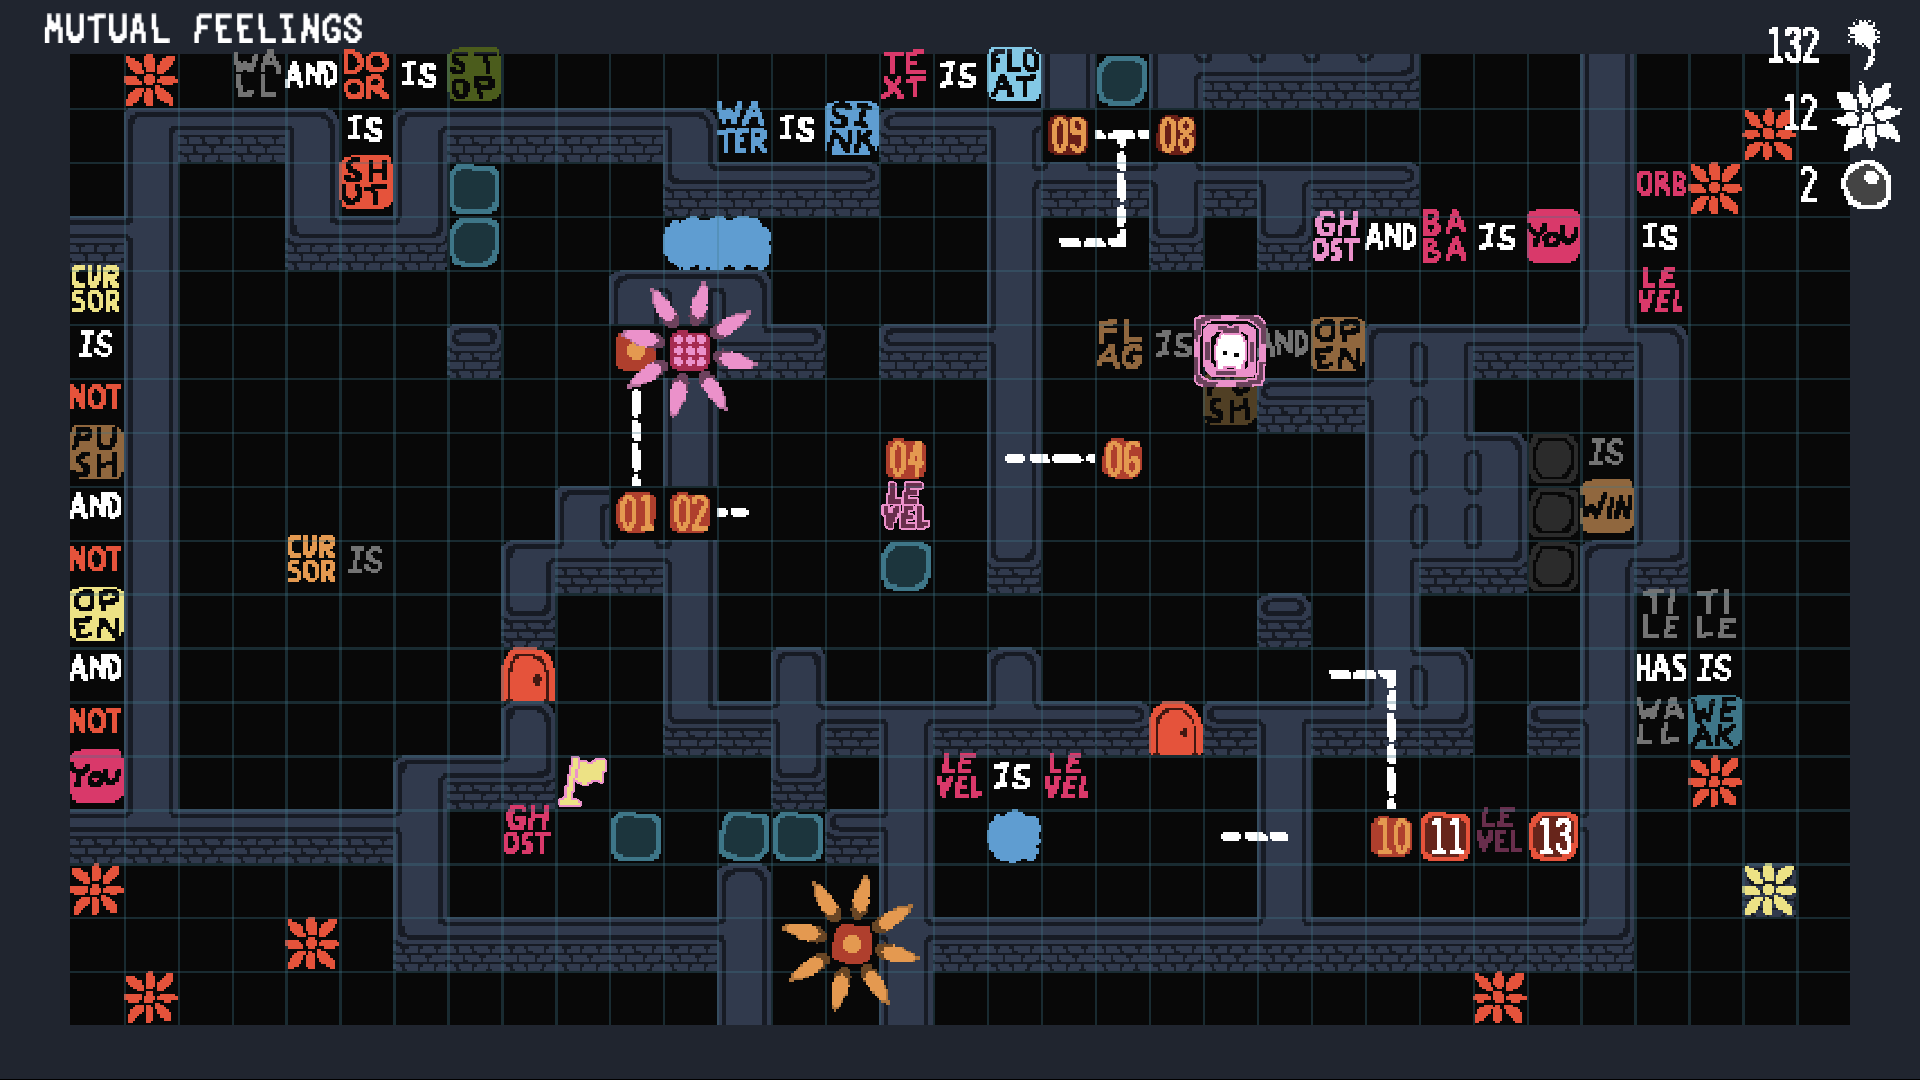 MUTUAL FEELINGS
132
12
2
WALL AND DOOR IS STOP
IS
SHUT
TEXT IS FLOAT
WATER IS SINK
09 08
ORB
IS
LEVEL
GHOST AND BABA IS YOU
CURSOR
IS
NOT
PUSH
AND
NOT
OPEN
AND
NOT
YOU
FLAG IS AND OPEN
SH
04 06
LEVEL
IS
WIN
01 02
CURSOR IS
TILE TILE
HAS IS
WALL WEAK
LEVEL IS LEVEL
GHOST
10 11 LEVEL 13